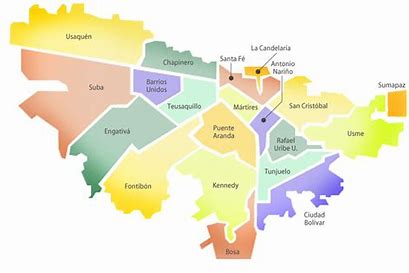 Usaquén
Chapinero
La Candelaria
Santa Fé
Antonio
Nariño
Suba
Barrios
Unidos
Sumapaz
Teusaquillo
Mártires
San Cristóbal
Engativá
Puente
Aranda
Rafael
Uribe U.
Usme
Fontibón
Kennedy
Tunjuelo
Ciudad
Bolívar
Bosa